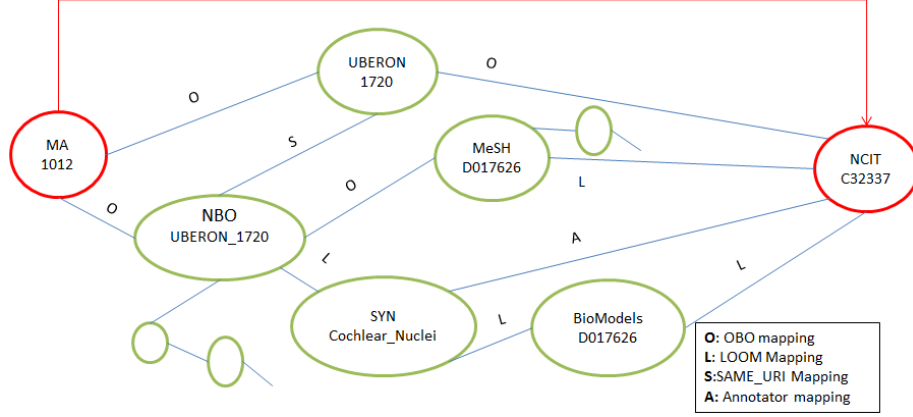 UBERON
1720
O
O
MA
1012
S
MeSH
D017626
NCIT
C32337
O
L
O
NBO
UBERON_1720
A
L
L
SYN
Cochlear_Nuclei
L
BioModels
D017626
O: OBO mapping
L: LOOM Mapping
S:SAME_URI Mapping
A: Annotator mapping